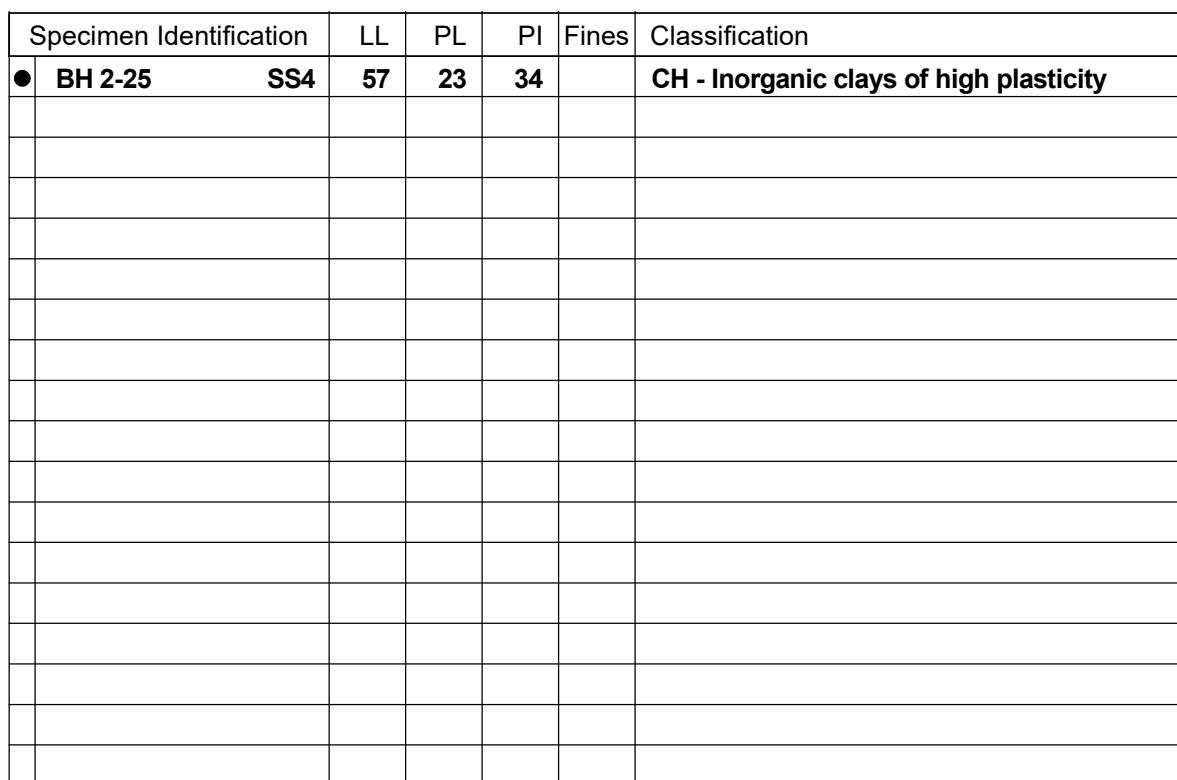 Specimen Identification LL PL PI Fines Classification
BH 2-25 SS4 57 23 34 CH - Inorganic clays of high plasticity